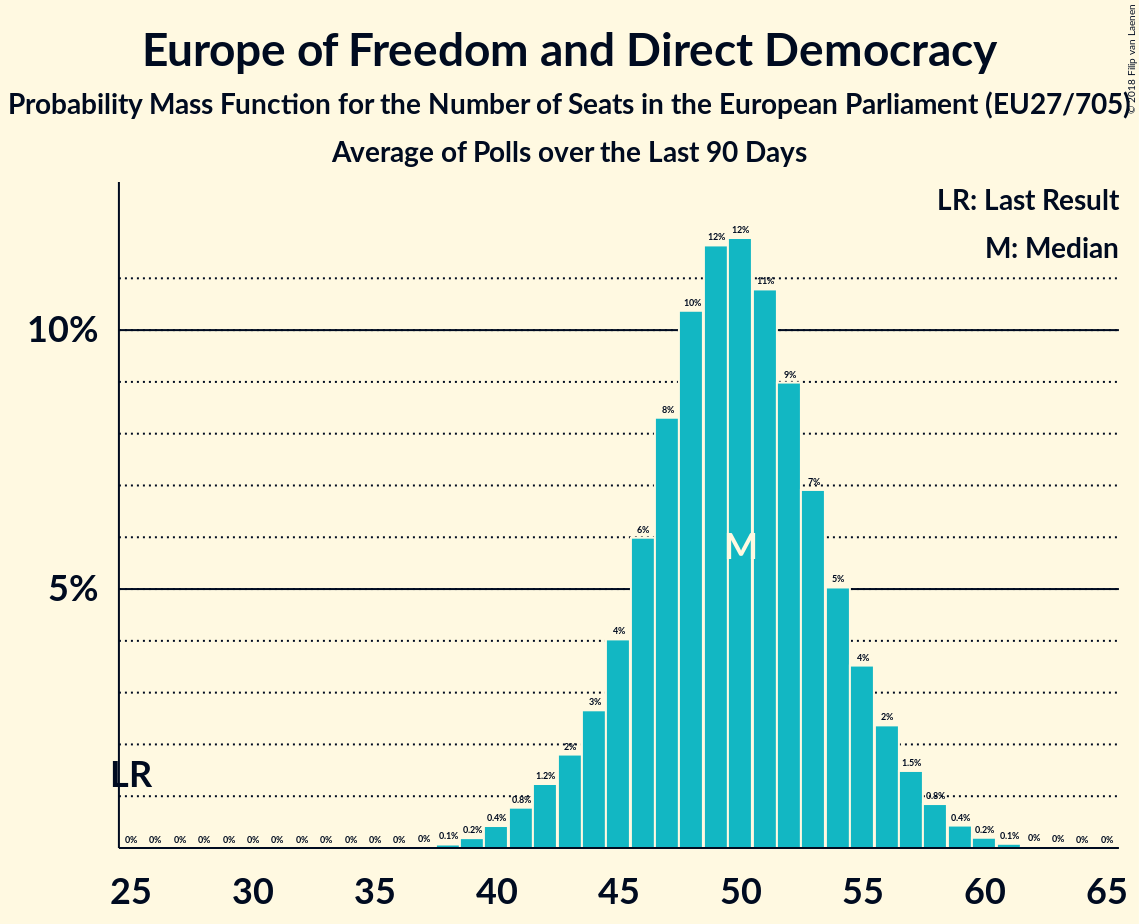 Europe of Freedom and Direct Democracy
Probability Mass Function for the Number of Seats in the European Parliament (EU27/705)
Average of Polls over the Last 90 Days
© 2018 Filip van Laenen
LR: Last Result
M: Median
10%
5%
LR
M
0% 0% 0% 0% 0% 0% 0% 0% 0% 0% 0% 0% 0% 0.1% 0.2% 0.4% 0.8% 1.2% 2% 3% 4% 6% 8% 10% 12% 12% 11% 9% 7% 5% 4% 2% 1.5% 0.8% 0.4% 0.2% 0.1% 0% 0% 0% 0%
25 30 35 40 45 50 55 60 65